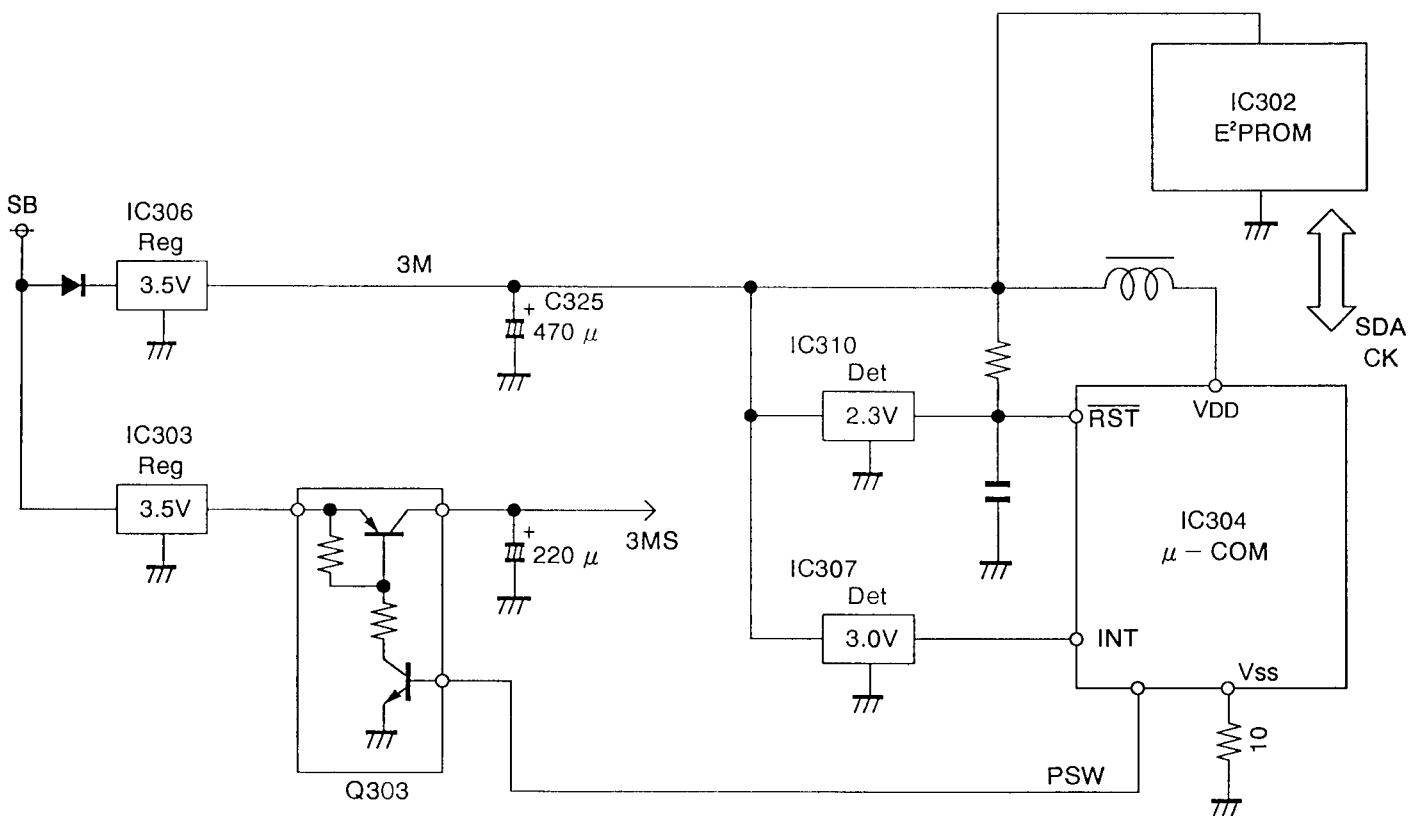 IC302
E²PROM
SB
IC306
Reg
3.5V
3M
+
C325
470 μ
SDA
CK
IC310
Det
2.3V
RST
VDD
IC303
Reg
3.5V
+
220 μ
3MS
IC304
μ - COM
IC307
Det
3.0V
INT
Vss
10
PSW
Q303